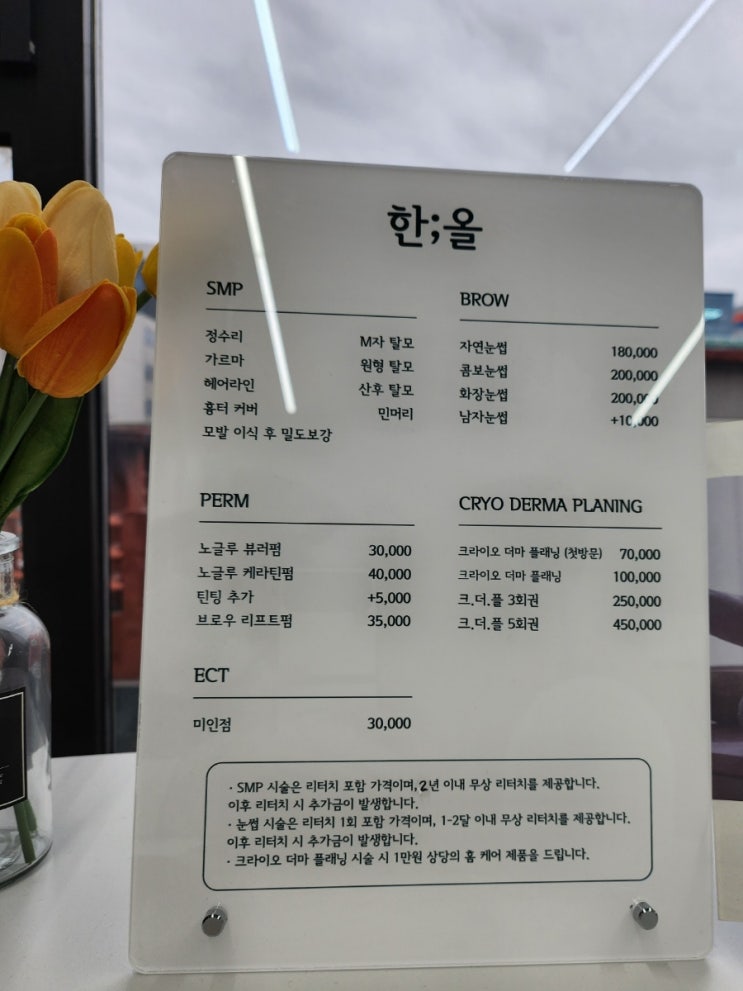 한;올
SMP
정수리 M자 탈모
가르마 원형 탈모
헤어라인 산후 탈모
흉터 커버 민머리
모발 이식 후 밀도보강
BROW
자연눈썹 180,000
콤보눈썹 200,000
화장눈썹 200,000
남자눈썹 +10,000
PERM
노글루 뷰러펌 30,000
노글루 케라틴펌 40,000
틴팅 추가 +5,000
브로우 리프트펌 35,000
CRYO DERMA PLANING
크라이오 더마 플래닝 (첫방문) 70,000
크라이오 더마 플래닝 100,000
크.더.플 3회권 250,000
크.더.플 5회권 450,000
ECT
미인점 30,000
· SMP 시술은 리터치 포함 가격이며,2년 이내 무상 리터치를 제공합니다.
이후 리터치 시 추가금이 발생합니다.
· 눈썹 시술은 리터치 1회 포함 가격이며, 1-2달 이내 무상 리터치를 제공합니다.
이후 리터치 시 추가금이 발생합니다.
· 크라이오 더마 플래닝 시술 시 1만원 상당의 홈 케어 제품을 드립니다.